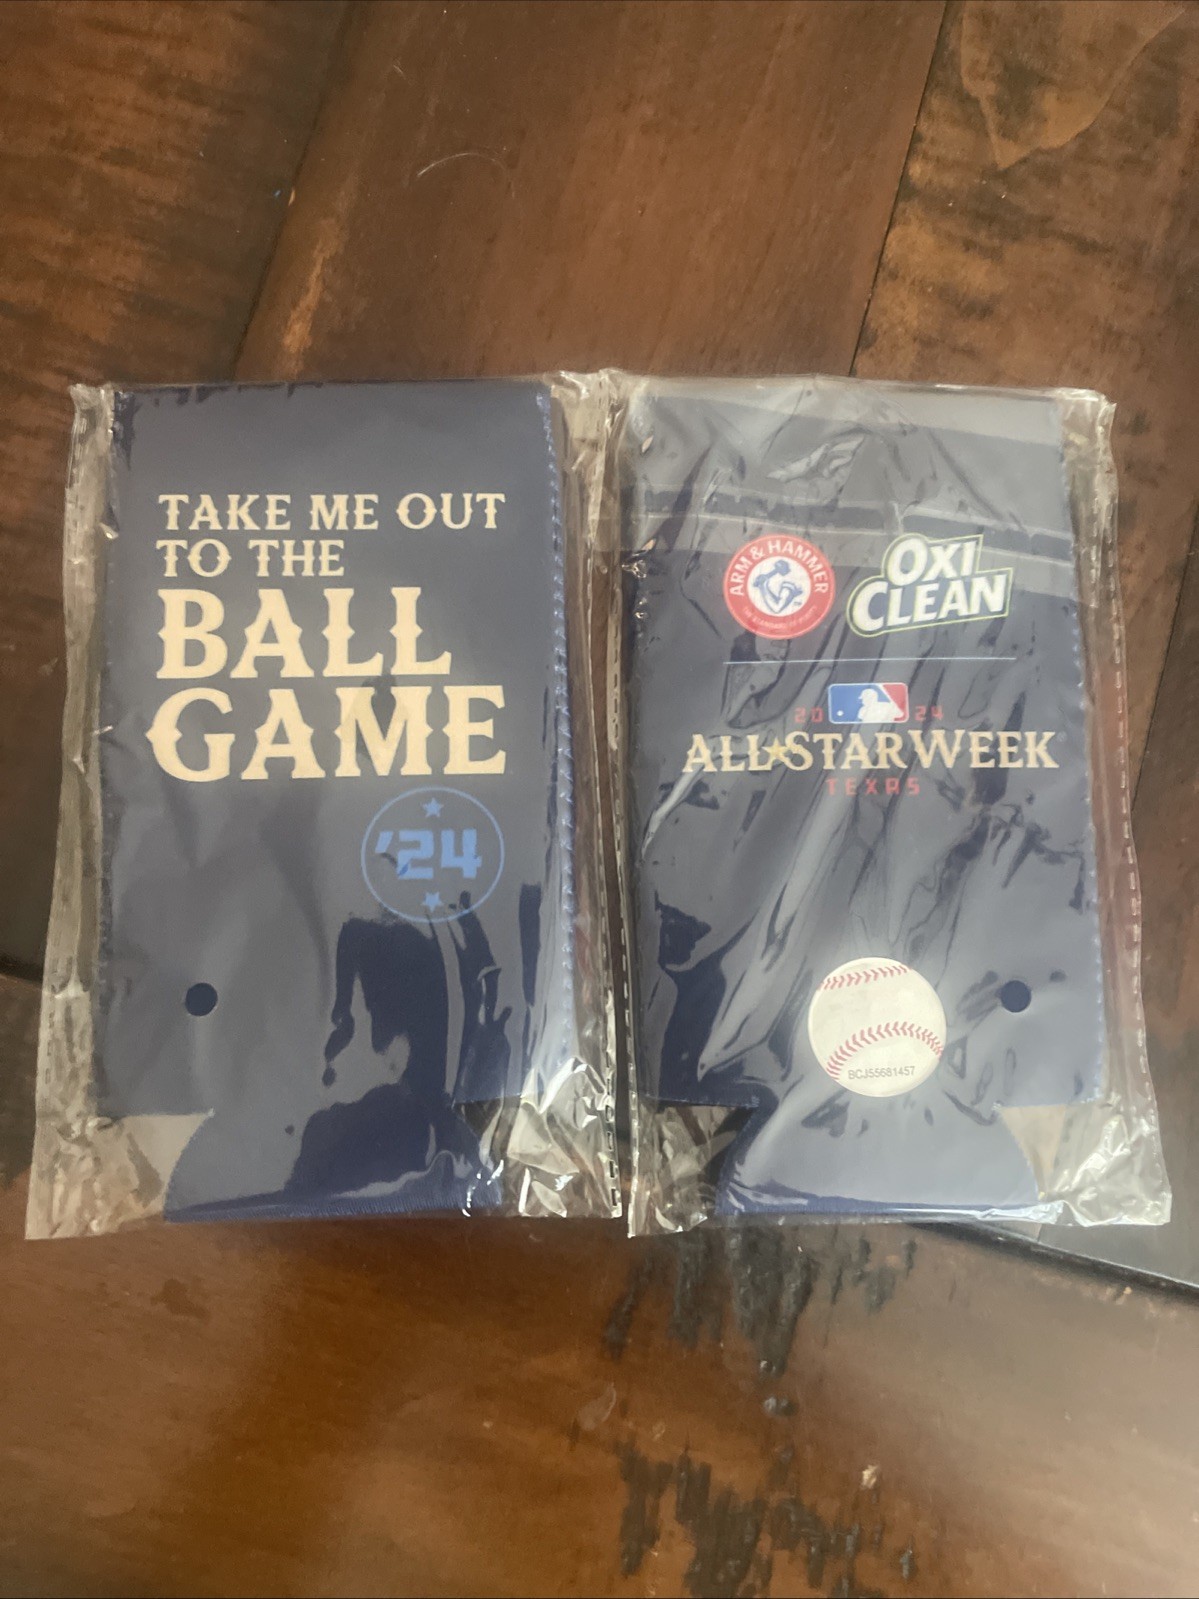 TAKE ME OUT
TO THE
BALL
GAME
'24
ARM & HAMMER
OXI
CLEAN
20 24
ALL★STAR WEEK
TEXAS
BCJ55681457